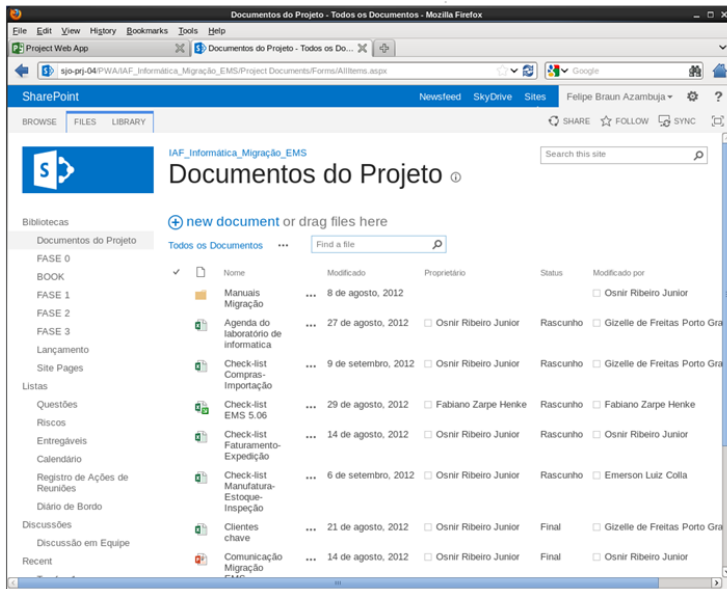 Documentos do Projeto - Todos os Documentos - Mozilla Firefox
File Edit View History Bookmarks Tools Help
Project Web App
Documentos do Projeto - Todos os Do...
sjo-prj-04/PWA/IAF_Informática_Migração_EMS/Project Documents/Forms/AllItems.aspx
Google
SharePoint
Newsfeed SkyDrive Sites Felipe Braun Azambuja ?
BROWSE FILES LIBRARY
SHARE FOLLOW SYNC
IAF_Informática_Migração_EMS
Search this site
Documentos do Projeto
Bibliotecas
Documentos do Projeto
FASE 0
BOOK
FASE 1
FASE 2
FASE 3
Lançamento
Site Pages
Listas
Questões
Riscos
Entregáveis
Calendário
Registro de Ações de
Reuniões
Diário de Bordo
Discussões
Discussão em Equipe
Recent
new document or drag files here
Todos os Documentos ... Find a file
Nome Modificado Proprietário Status Modificado por
Manuais ... 8 de agosto, 2012 Osnir Ribeiro Junior
Migração
Agenda do ... 27 de agosto, 2012 Osnir Ribeiro Junior Rascunho Gizelle de Freitas Porto Gra
laboratório de
informatica
Check-list ... 9 de setembro, 2012 Osnir Ribeiro Junior Rascunho Gizelle de Freitas Porto Gra
Compras-
Importação
Check-list ... 29 de agosto, 2012 Fabiano Zarpe Henke Rascunho Fabiano Zarpe Henke
EMS 5.06
Check-list ... 14 de agosto, 2012 Osnir Ribeiro Junior Rascunho Osnir Ribeiro Junior
Faturamento-
Expedição
Check-list ... 6 de setembro, 2012 Osnir Ribeiro Junior Rascunho Emerson Luiz Colla
Manufatura-
Estoque-
Inspeção
Clientes ... 21 de agosto, 2012 Osnir Ribeiro Junior Final Gizelle de Freitas Porto Gra
chave
Comunicação ... 14 de agosto, 2012 Osnir Ribeiro Junior Final Osnir Ribeiro Junior
Migração